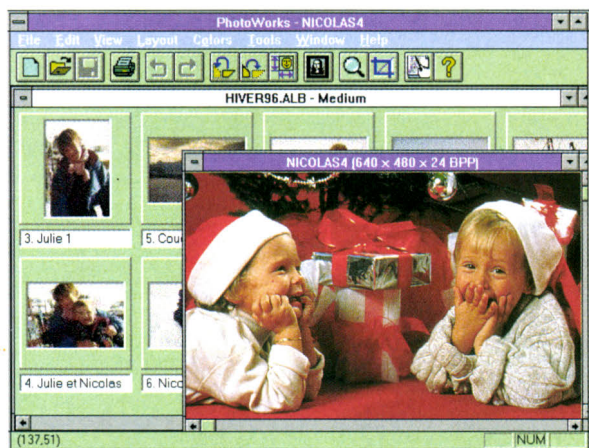 PhotoWorks - NICOLAS4
File Edit View Layout Colors Tools Window Help
HIVER96.ALB - Medium
NICOLAS4 (640 × 480 × 24 BPP)
3. Julie 1
5. Cou
4. Julie et Nicolas
6. Nico
(137,51)
NUM